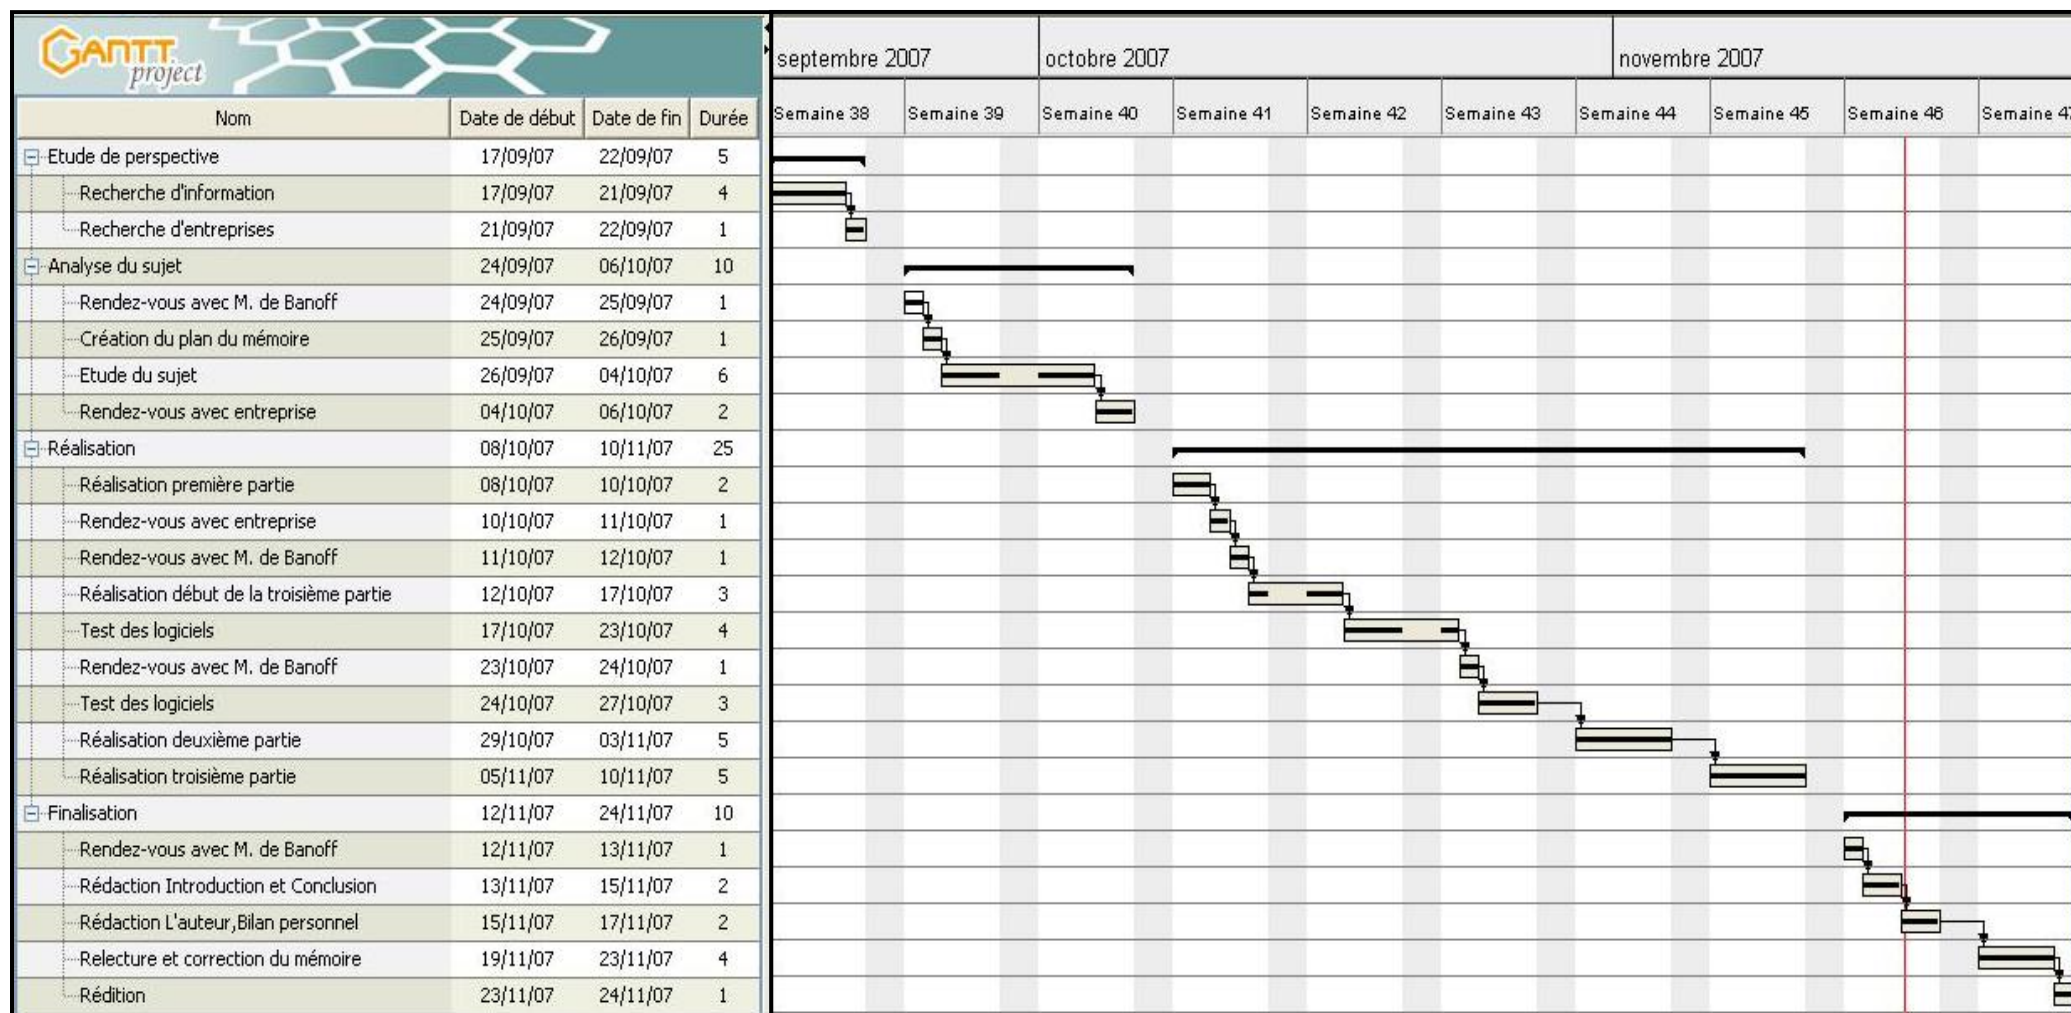 GANTT
project
septembre 2007 octobre 2007 novembre 2007
Nom Date de début Date de fin Durée Semaine 38 Semaine 39 Semaine 40 Semaine 41 Semaine 42 Semaine 43 Semaine 44 Semaine 45 Semaine 46 Semaine 47
Etude de perspective 17/09/07 22/09/07 5
Recherche d'information 17/09/07 21/09/07 4
Recherche d'entreprises 21/09/07 22/09/07 1
Analyse du sujet 24/09/07 06/10/07 10
Rendez-vous avec M. de Banoff 24/09/07 25/09/07 1
Création du plan du mémoire 25/09/07 26/09/07 1
Etude du sujet 26/09/07 04/10/07 6
Rendez-vous avec entreprise 04/10/07 06/10/07 2
Réalisation 08/10/07 10/11/07 25
Réalisation première partie 08/10/07 10/10/07 2
Rendez-vous avec entreprise 10/10/07 11/10/07 1
Rendez-vous avec M. de Banoff 11/10/07 12/10/07 1
Réalisation début de la troisième partie 12/10/07 17/10/07 3
Test des logiciels 17/10/07 23/10/07 4
Rendez-vous avec M. de Banoff 23/10/07 24/10/07 1
Test des logiciels 24/10/07 27/10/07 3
Réalisation deuxième partie 29/10/07 03/11/07 5
Réalisation troisième partie 05/11/07 10/11/07 5
Finalisation 12/11/07 24/11/07 10
Rendez-vous avec M. de Banoff 12/11/07 13/11/07 1
Rédaction Introduction et Conclusion 13/11/07 15/11/07 2
Rédaction L'auteur,Bilan personnel 15/11/07 17/11/07 2
Relecture et correction du mémoire 19/11/07 23/11/07 4
Rédition 23/11/07 24/11/07 1